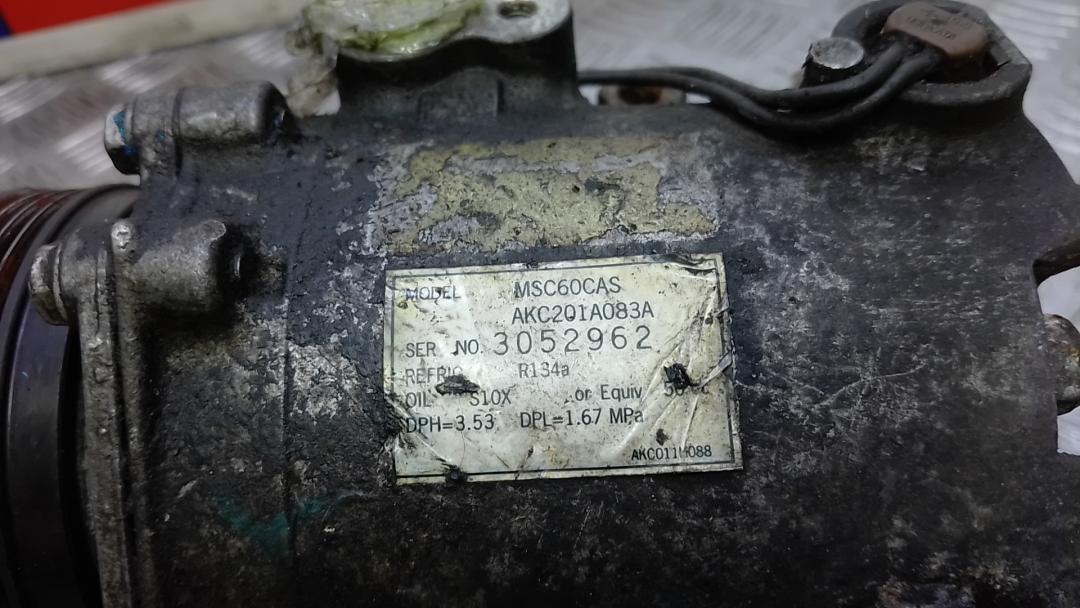 MODEL MSC60CAS
AKC201A083A
SER NO. 3052962
REFRIG R134a
OIL S10X or Equiv
DPH=3.53 DPL=1.67 MPa